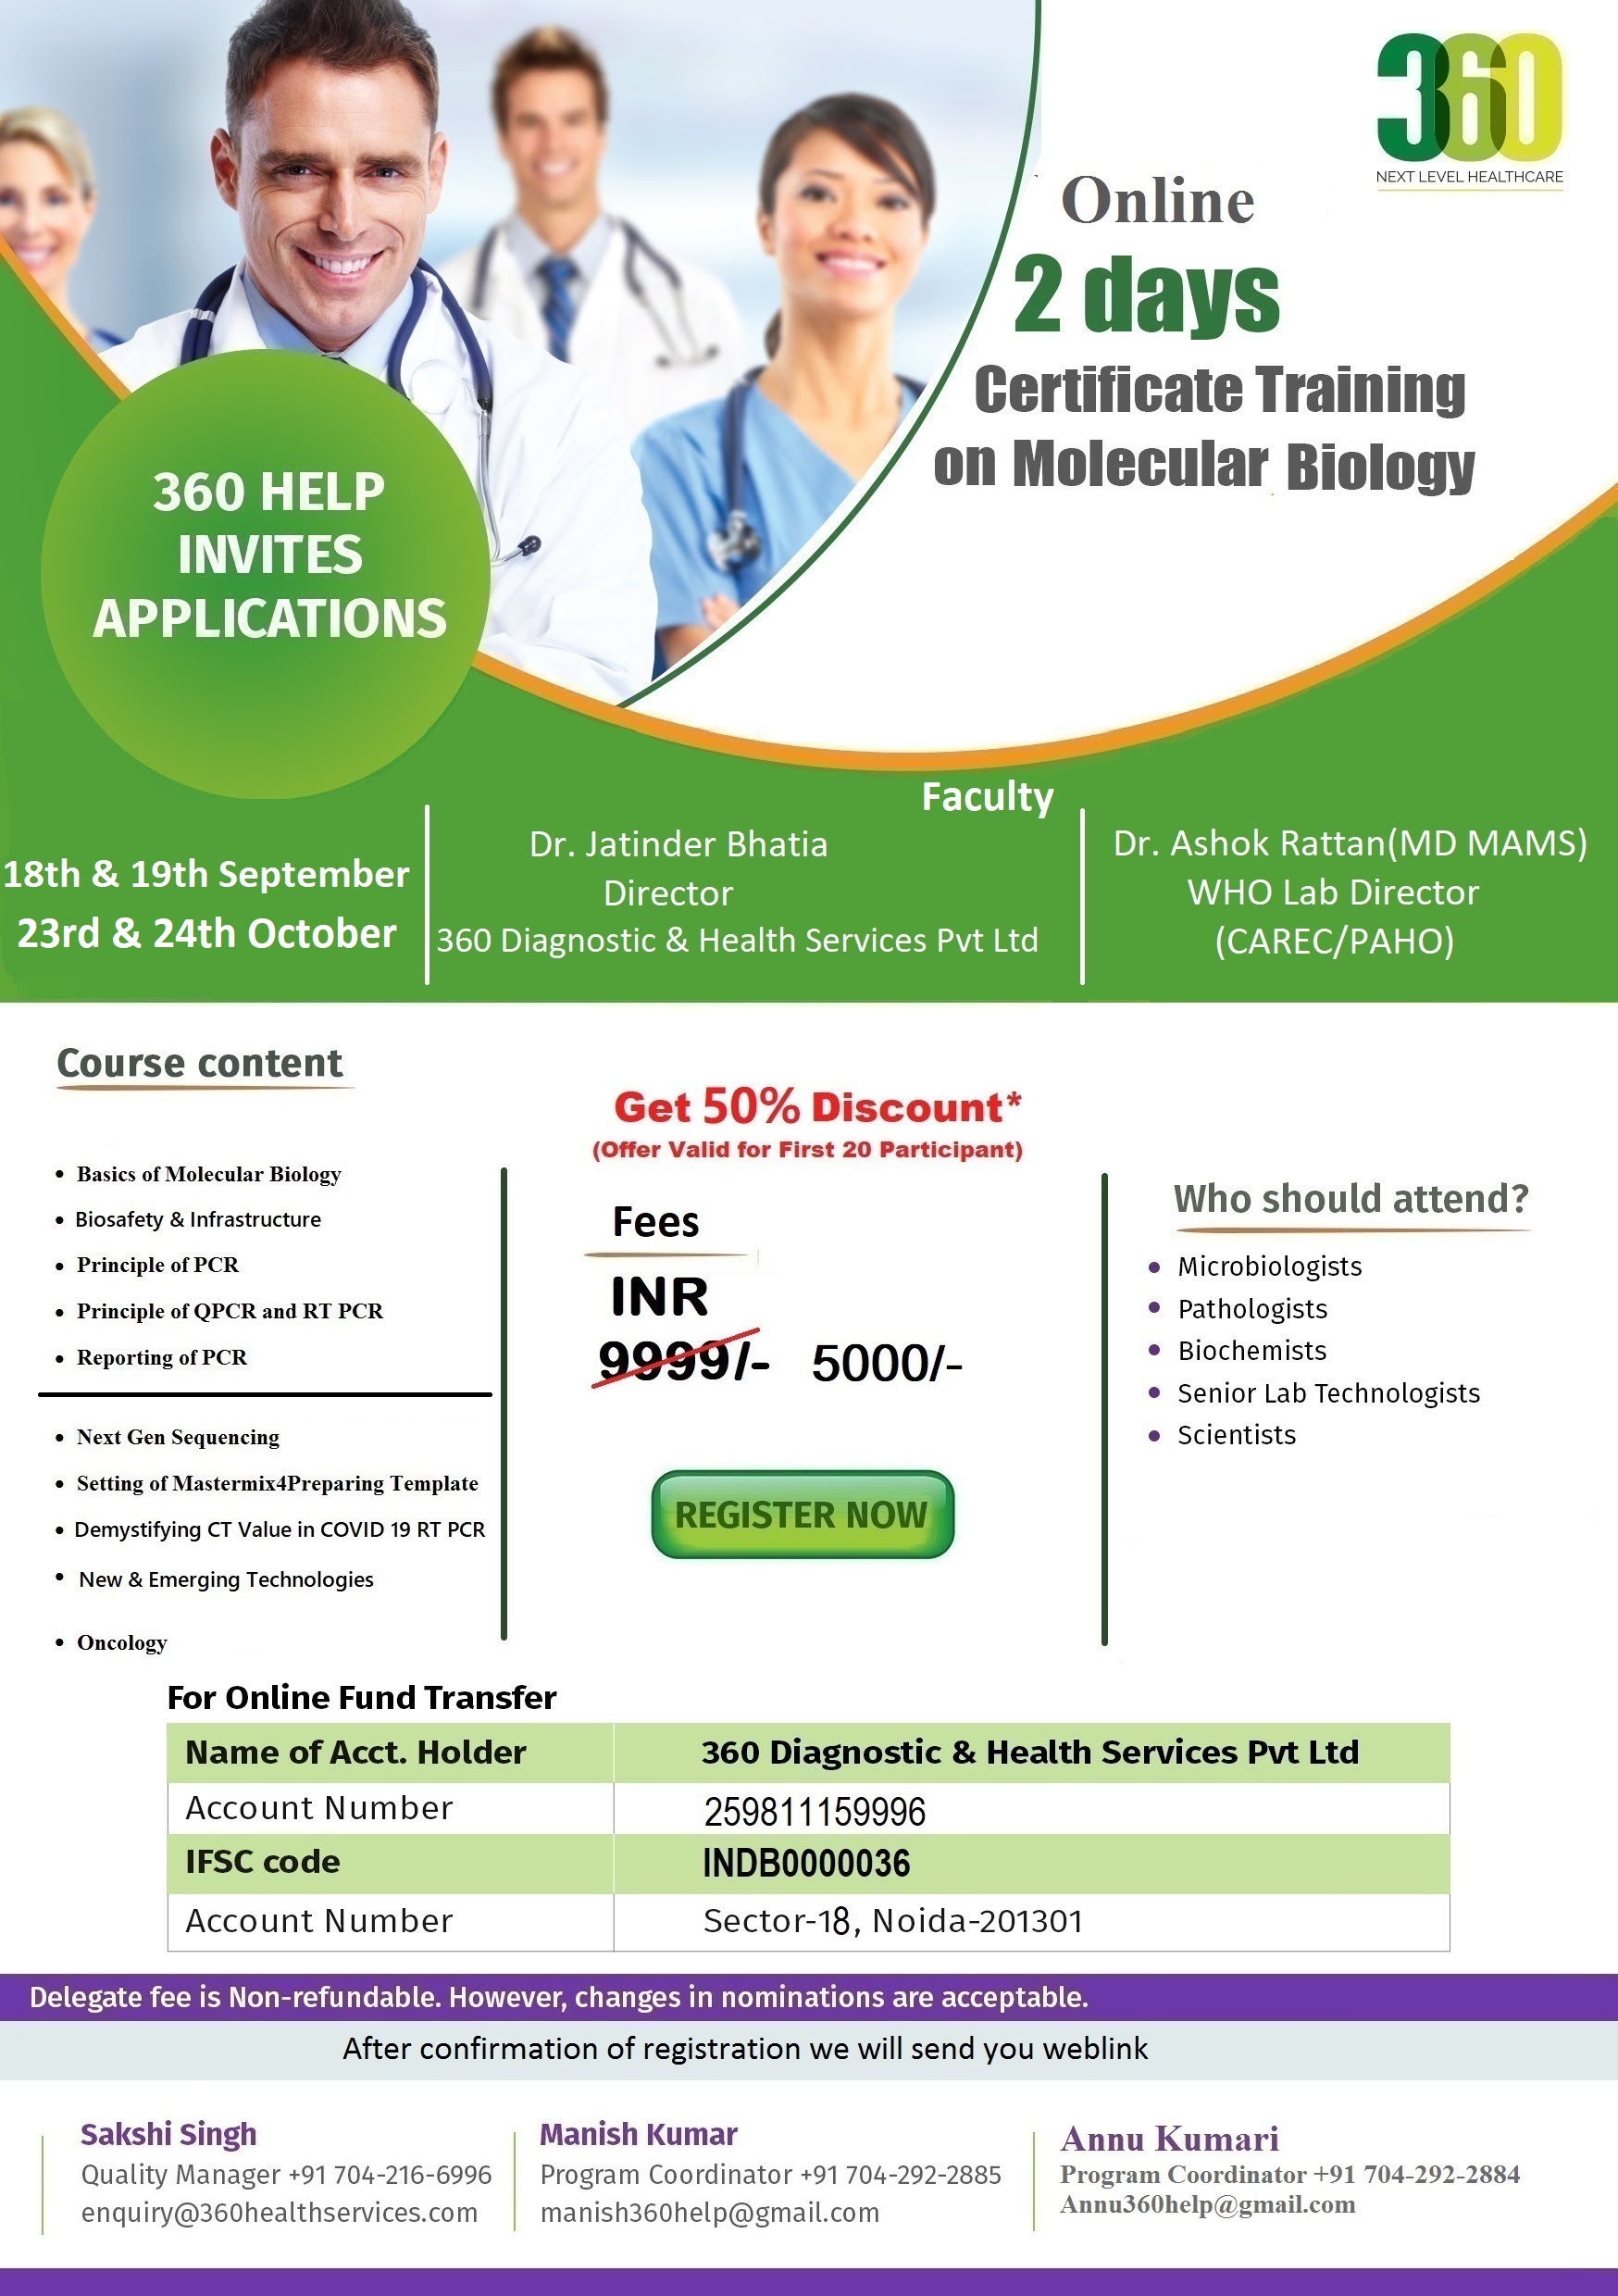 360
NEXT LEVEL HEALTHCARE
Online
2 days
Certificate Training
on Molecular Biology
360 HELP
INVITES
APPLICATIONS
18th & 19th September
23rd & 24th October
Faculty
Dr. Jatinder Bhatia
Director
360 Diagnostic & Health Services Pvt Ltd
Dr. Ashok Rattan(MD MAMS)
WHO Lab Director
(CAREC/PAHO)
Course content
• Basics of Molecular Biology
• Biosafety & Infrastructure
• Principle of PCR
• Principle of QPCR and RT PCR
• Reporting of PCR
• Next Gen Sequencing
• Setting of Mastermix4Preparing Template
• Demystifying CT Value in COVID 19 RT PCR
• New & Emerging Technologies
• Oncology
Get 50% Discount*
(Offer Valid for First 20 Participant)
Fees
INR
9999/- 5000/-
REGISTER NOW
Who should attend?
• Microbiologists
• Pathologists
• Biochemists
• Senior Lab Technologists
• Scientists
For Online Fund Transfer
Name of Acct. Holder 360 Diagnostic & Health Services Pvt Ltd
Account Number 259811159996
IFSC code INDB0000036
Account Number Sector-18, Noida-201301
Delegate fee is Non-refundable. However, changes in nominations are acceptable.
After confirmation of registration we will send you weblink
Sakshi Singh
Quality Manager +91 704-216-6996
enquiry@360healthservices.com
Manish Kumar
Program Coordinator +91 704-292-2885
manish360help@gmail.com
Annu Kumari
Program Coordinator +91 704-292-2884
Annu360help@gmail.com